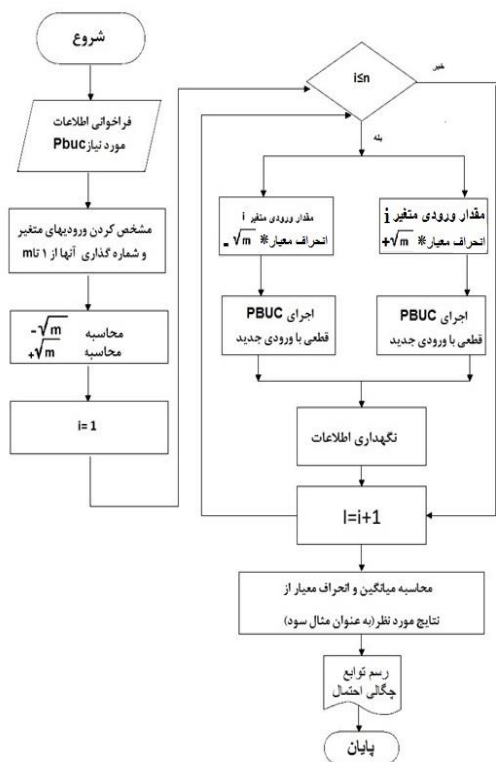 شروع
فراخوانی اطلاعات
مورد نیاز Pbuc
مشخص کردن ورودیهای متغیر
و شماره گذاری آنها از ۱ تا m
محاسبه -√m
محاسبه +√m
i= 1
i≤n
خیر
بله
مقدار ورودی متغیر i
انحراف معیار* √m +
مقدار ورودی متغیر i
انحراف معیار* √m -
اجرای PBUC
قطعی با ورودی جدید
اجرای PBUC
قطعی با ورودی جدید
نگهداری اطلاعات
I=i+1
محاسبه میانگین و انحراف معیار از
نتایج مورد نظر(به عنوان مثال سود)
رسم توابع
چگالی احتمال
پایان